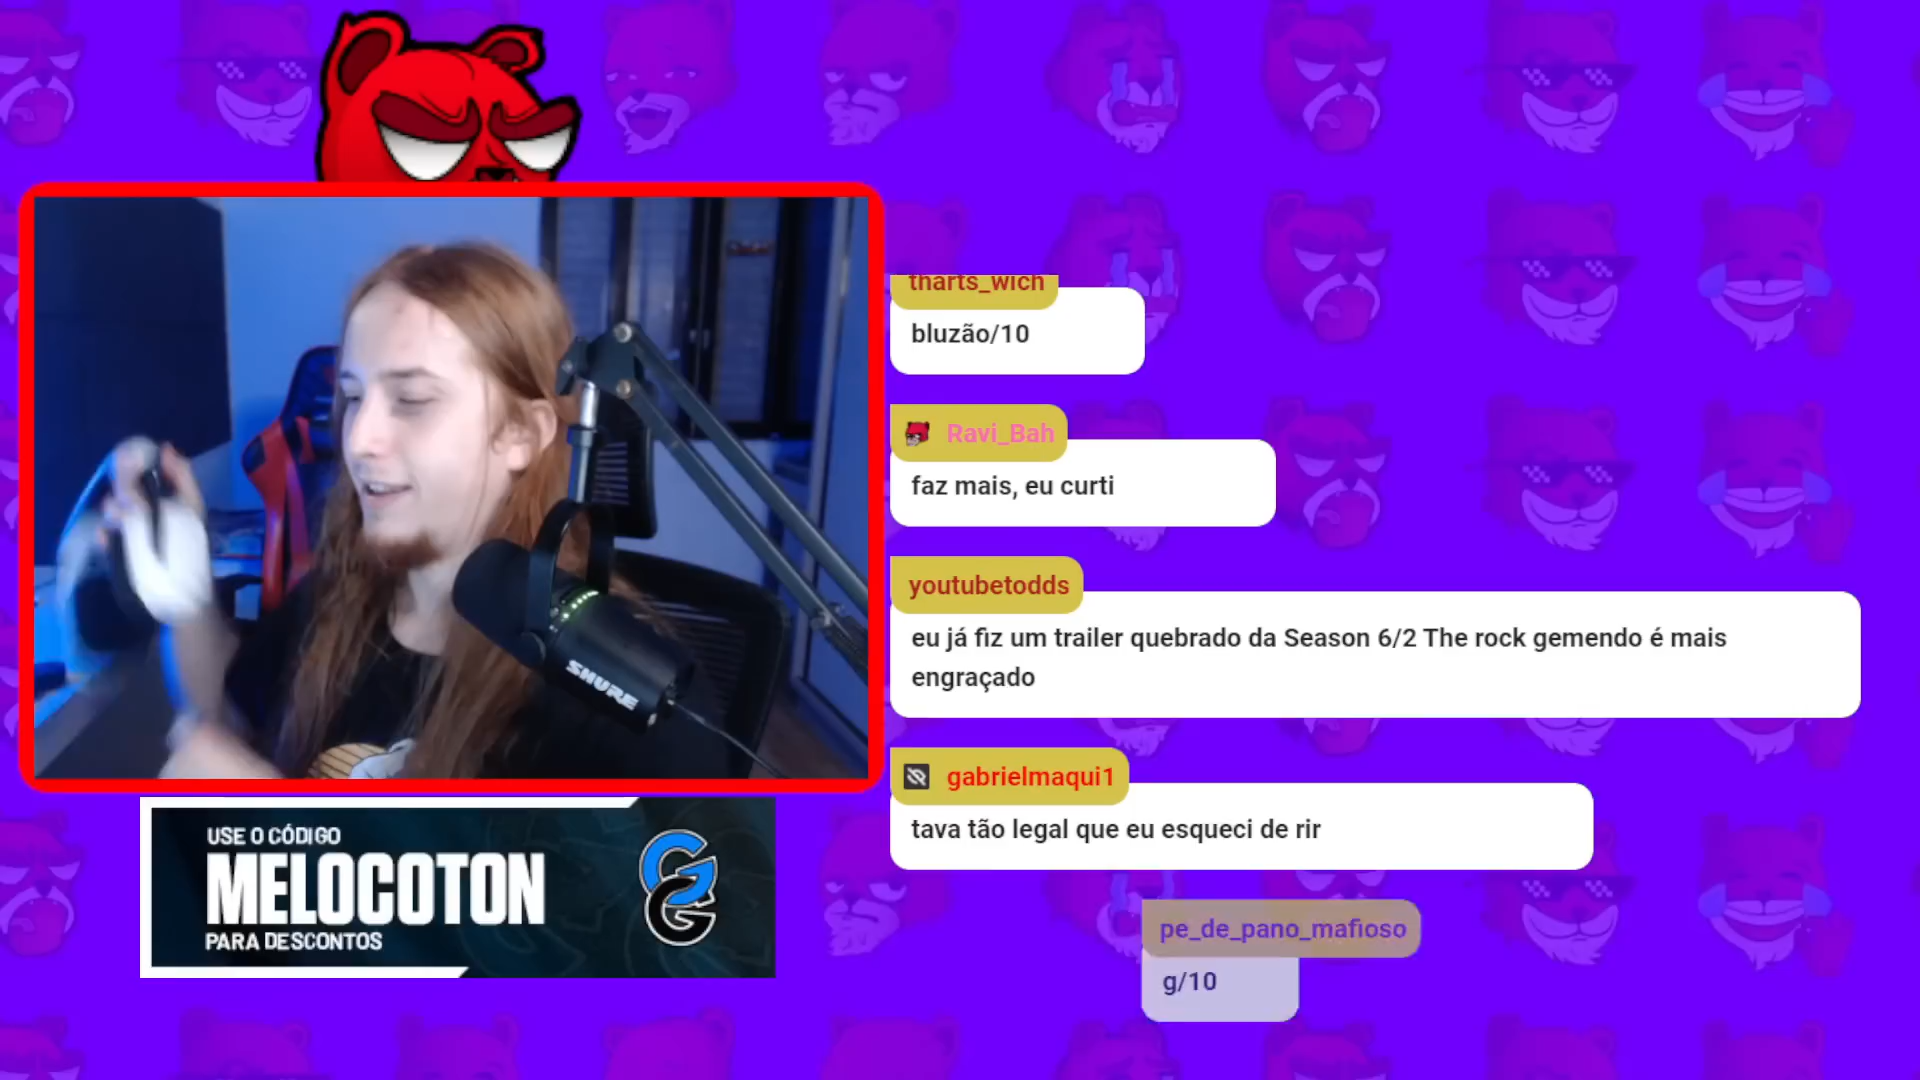 tharts_wich
bluzão/10
Ravi_Bah
faz mais, eu curti
youtubetodds
eu já fiz um trailer quebrado da Season 6/2 The rock gemendo é mais
engraçado
gabrielmaqui1
tava tão legal que eu esqueci de rir
pe_de_pano_mafioso
g/10
SHURE
USE O CÓDIGO
MELOCOTON
PARA DESCONTOS
GG